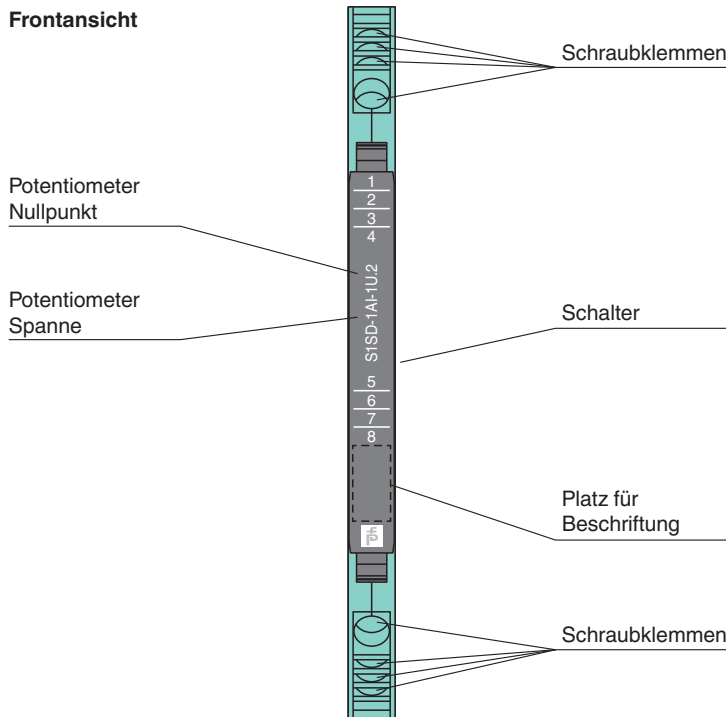 Frontansicht
Schraubklemmen
Potentiometer
Nullpunkt
1
2
3
4
Potentiometer
Spanne
S1SD-1AI-1U.2
Schalter
5
6
7
8
Platz für
Beschriftung
Schraubklemmen